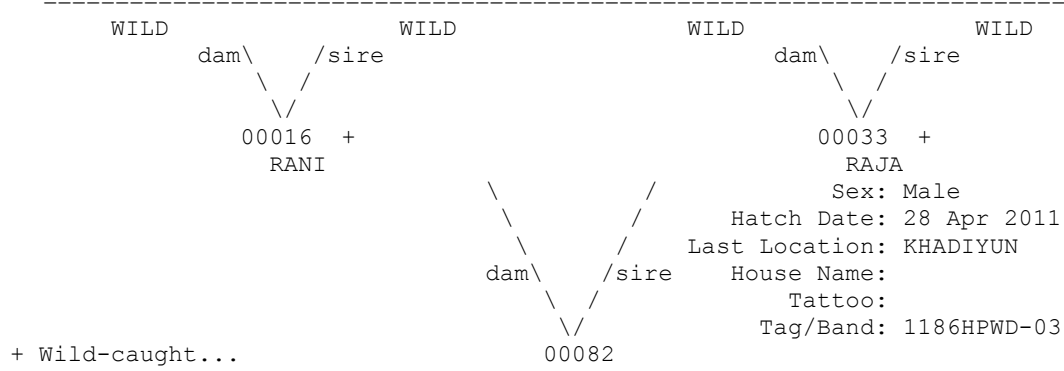 WILD WILD WILD WILD
dam\ /sire dam\ /sire
\ / \ /
\/ \/
00016 + 00033 +
RANI RAJA
\ / Sex: Male
\ / Hatch Date: 28 Apr 2011
\ / Last Location: KHADIYUN
dam\ /sire House Name:
\ / Tattoo:
\/ Tag/Band: 1186HPWD-03
+ Wild-caught... 00082